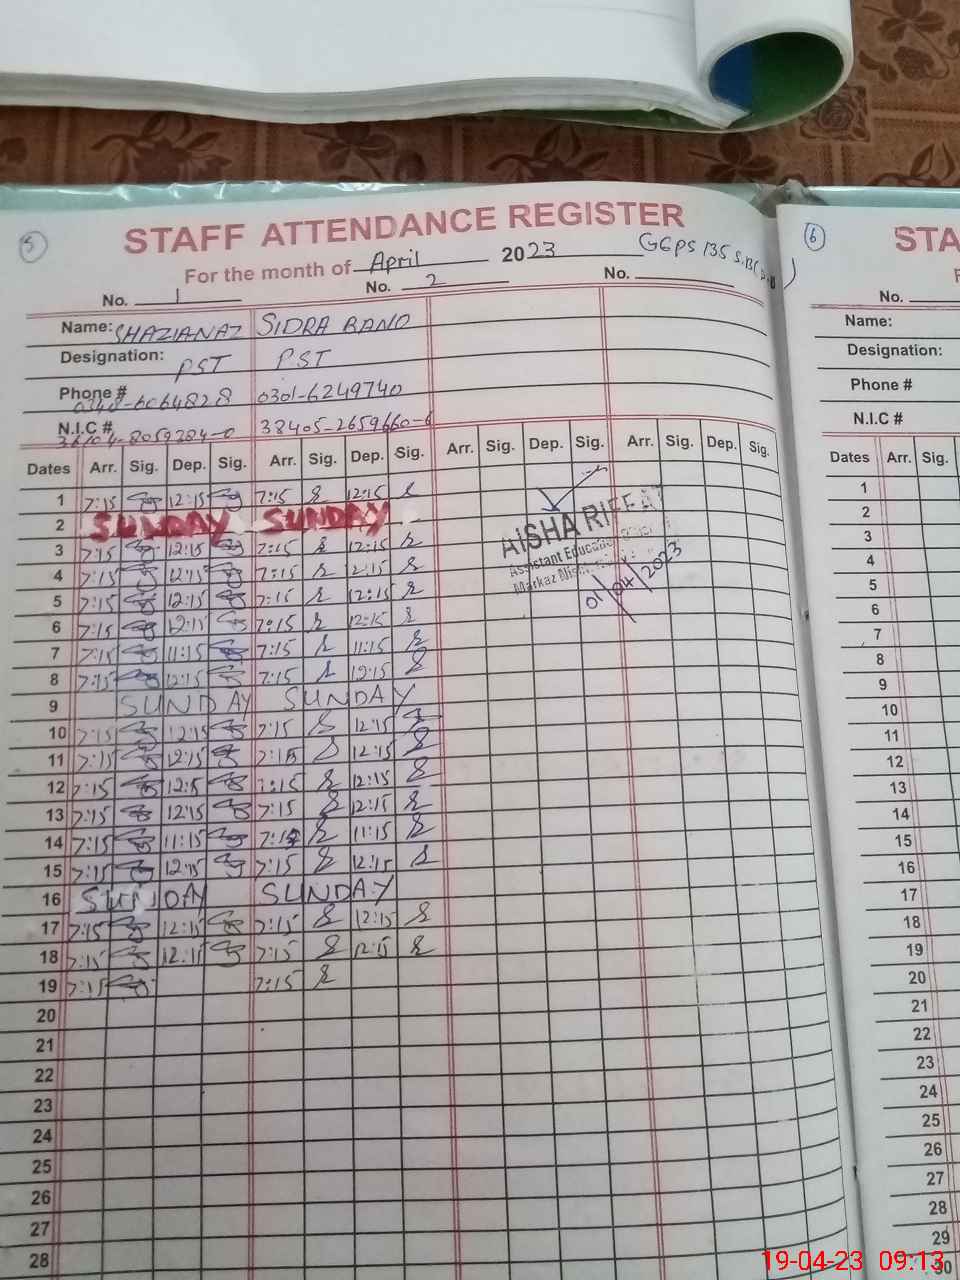 5
STAFF ATTENDANCE REGISTER
For the month of April 2023 GGPS 135 S.B
No. 1 No. 2 No.
Name: SHAZIANAZ SIDRA BANO
Designation: PST PST
Phone # 0301-6249740
N.I.C # 38405-2659660-6
Dates Arr. Sig. Dep. Sig. Arr. Sig. Dep. Sig. Arr. Sig. Dep. Sig. Arr. Sig. Dep. Sig.
1 7:15 12:15 7:15 12:15
2 SUNDAY SUNDAY
3 7:15 12:15 7:15 12:15
4 7:15 12:15 7:15 12:15
5 7:15 12:15 7:15 12:15
6 7:15 12:15 7:15 12:15
7 7:15 11:15 7:15 11:15
8 7:15 12:15 7:15 12:15
9 SUNDAY SUNDAY
10 7:15 12:15 7:15 12:15
11 7:15 12:15 7:15 12:15
12 7:15 12:15 7:15 12:15
13 7:15 12:15 7:15 12:15
14 7:15 11:15 11:15
15 7:15 12:15 7:15 12:15
16 SUNDAY SUNDAY
17 7:15 12:15 7:15 12:15
18 7:15 12:15 7:15 12:15
19 7:15 7:15
20
21
22
23
24
25
26
27
28
AISHA RIFFAT
Assistant Education
Markaz
01/04/2023
6
STA
No.
Name:
Designation:
Phone #
N.I.C #
Dates Arr. Sig.
1
2
3
4
5
6
7
8
9
10
11
12
13
14
15
16
17
18
19
20
21
22
23
24
25
26
27
28
29
30
19-04-23 09:13